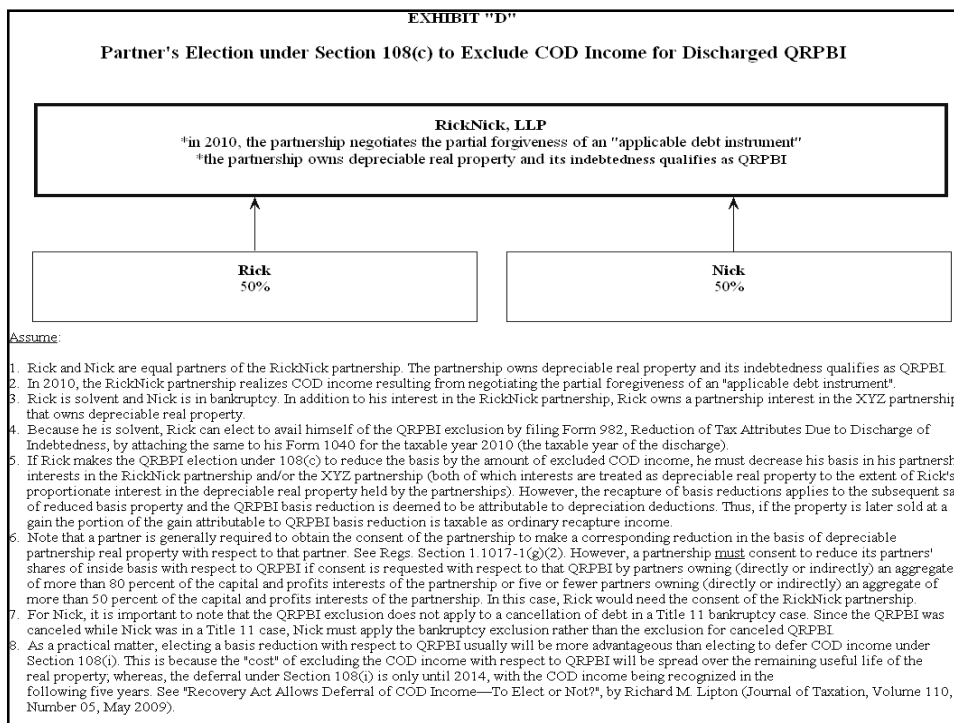 EXHIBIT "D"
Partner's Election under Section 108(c) to Exclude COD Income for Discharged QRPBI
RickNick, LLP
*in 2010, the partnership negotiates the partial forgiveness of an "applicable debt instrument"
*the partnership owns depreciable real property and its indebtedness qualifies as QRPBI
Rick
50%
Nick
50%
Assume:
1. Rick and Nick are equal partners of the RickNick partnership. The partnership owns depreciable real property and its indebtedness qualifies as QRPBI.
2. In 2010, the RickNick partnership realizes COD income resulting from negotiating the partial foregiveness of an "applicable debt instrument".
3. Rick is solvent and Nick is in bankruptcy. In addition to his interest in the RickNick partnership, Rick owns a partnership interest in the XYZ partnership
that owns depreciable real property.
4. Because he is solvent, Rick can elect to avail himself of the QRPBI exclusion by filing Form 982, Reduction of Tax Attributes Due to Discharge of
Indebtedness, by attaching the same to his Form 1040 for the taxable year 2010 (the taxable year of the discharge).
5. If Rick makes the QRBPI election under 108(c) to reduce the basis by the amount of excluded COD income, he must decrease his basis in his partnersh
interests in the RickNick partnership and/or the XYZ partnership (both of which interests are treated as depreciable real property to the extent of Rick's
proportionate interest in the depreciable real property held by the partnerships). However, the recapture of basis reductions applies to the subsequent sa
of reduced basis property and the QRPBI basis reduction is deemed to be attributable to depreciation deductions. Thus, if the property is later sold at a
gain the portion of the gain attributable to QRPBI basis reduction is taxable as ordinary recapture income.
6. Note that a partner is generally required to obtain the consent of the partnership to make a corresponding reduction in the basis of depreciable
partnership real property with respect to that partner. See Regs. Section 1.1017-1(g)(2). However, a partnership must consent to reduce its partners'
shares of inside basis with respect to QRPBI if consent is requested with respect to that QRPBI by partners owning (directly or indirectly) an aggregate
of more than 80 percent of the capital and profits interests of the partnership or five or fewer partners owning (directly or indirectly) an aggregate of
more than 50 percent of the capital and profits interests of the partnership. In this case, Rick would need the consent of the RickNick partnership.
7. For Nick, it is important to note that the QRPBI exclusion does not apply to a cancellation of debt in a Title 11 bankruptcy case. Since the QRPBI was
canceled while Nick was in a Title 11 case, Nick must apply the bankruptcy exclusion rather than the exclusion for canceled QRPBI.
8. As a practical matter, electing a basis reduction with respect to QRPBI usually will be more advantageous than electing to defer COD income under
Section 108(i). This is because the "cost" of excluding the COD income with respect to QRPBI will be spread over the remaining useful life of the
real property; whereas, the deferral under Section 108(i) is only until 2014, with the COD income being recognized in the
following five years. See "Recovery Act Allows Deferral of COD Income—To Elect or Not?", by Richard M. Lipton (Journal of Taxation, Volume 110,
Number 05, May 2009).